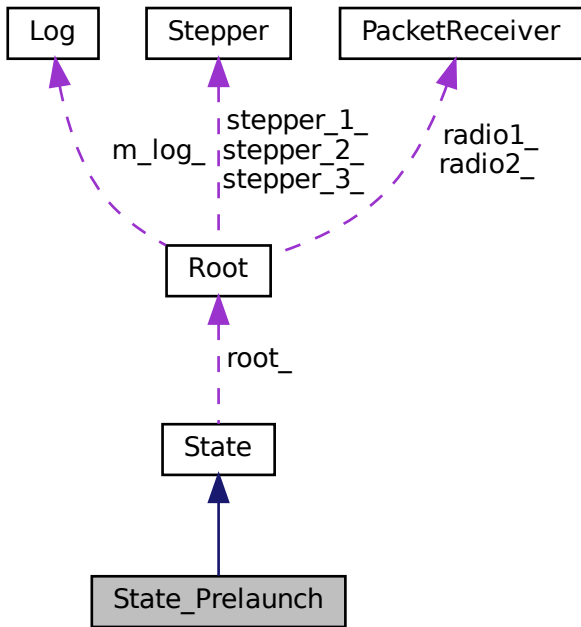 Log
Stepper
PacketReceiver
m_log_
stepper_1_
stepper_2_
stepper_3_
radio1_
radio2_
Root
root_
State
State_Prelaunch